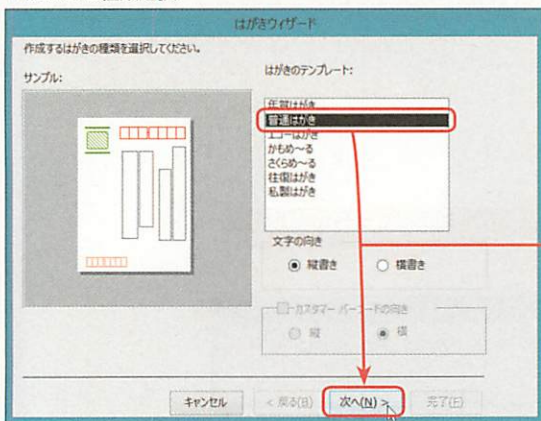 はがきウィザード
作成するはがきの種類を選択してください。
サンプル:
はがきのテンプレート:
年賀はがき
普通はがき
エコーはがき
かもめ〜る
さくらめ〜る
往復はがき
私製はがき
文字の向き
縦書き
横書き
カスタマー バーコードの向き
縦
横
キャンセル
< 戻る(B)
次へ(N) >
完了(F)